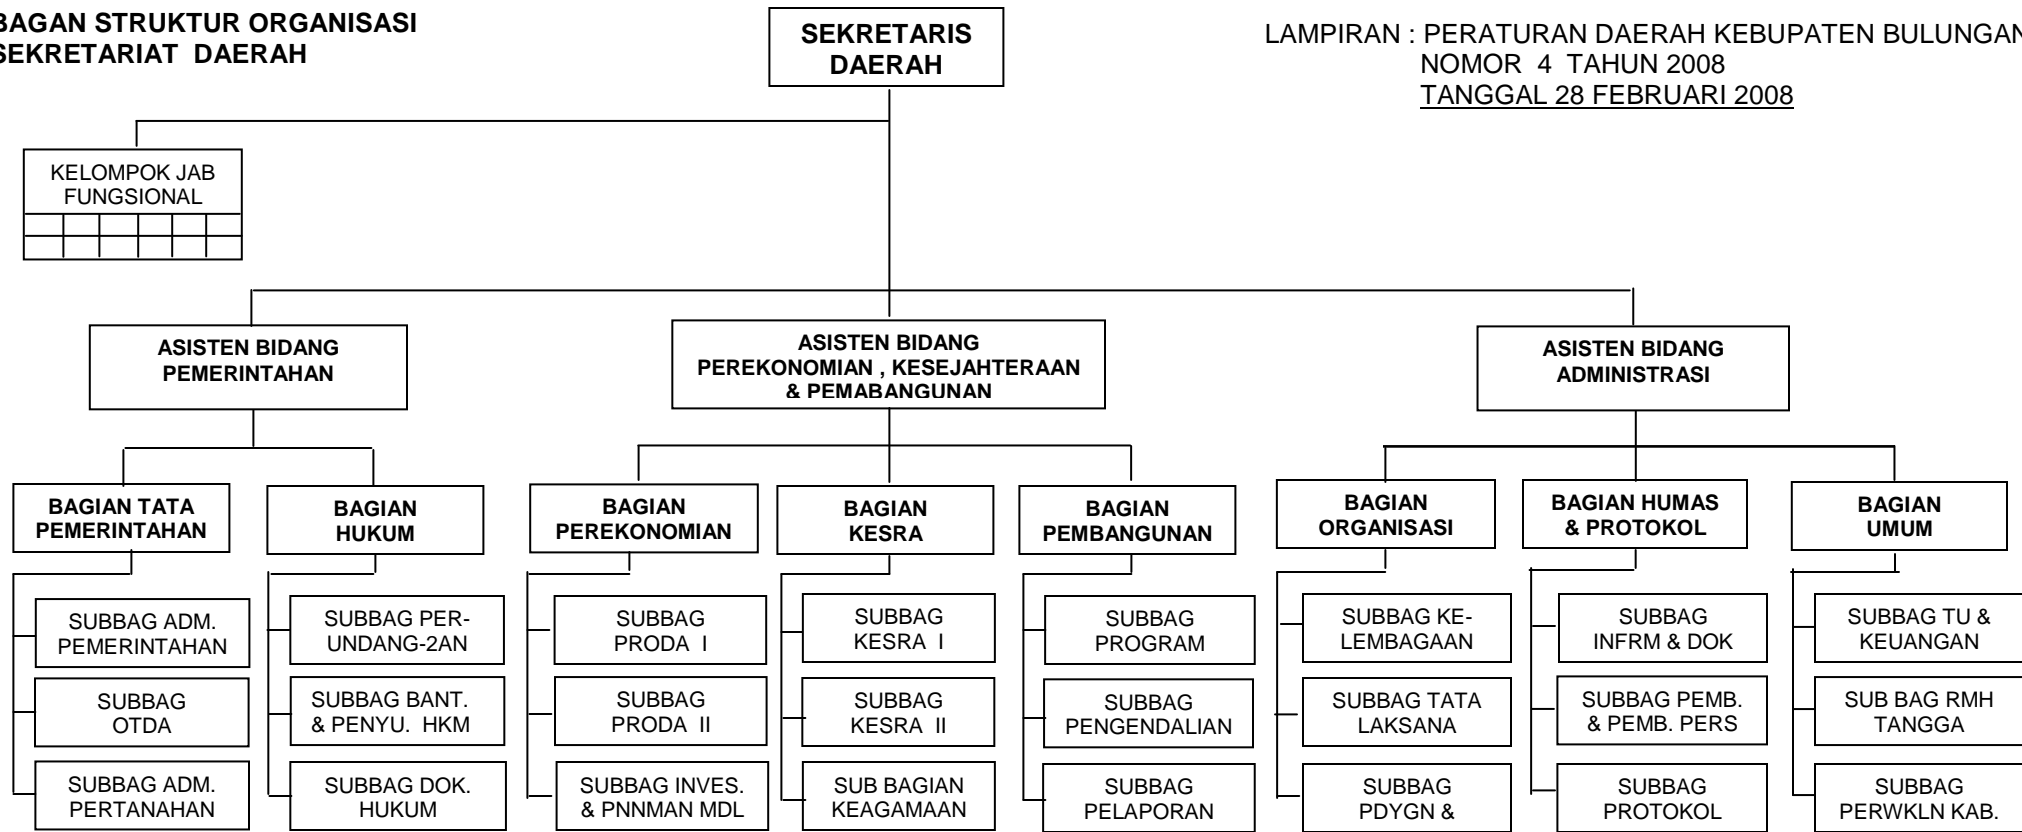 BAGAN STRUKTUR ORGANISASI
SEKRETARIAT DAERAH
SEKRETARIS
DAERAH
LAMPIRAN : PERATURAN DAERAH KEBUPATEN BULUNGAN
NOMOR 4 TAHUN 2008
TANGGAL 28 FEBRUARI 2008
KELOMPOK JAB
FUNGSIONAL
ASISTEN BIDANG
PEMERINTAHAN
ASISTEN BIDANG
PEREKONOMIAN , KESEJAHTERAAN
& PEMABANGUNAN
ASISTEN BIDANG
ADMINISTRASI
BAGIAN TATA
PEMERINTAHAN
BAGIAN
HUKUM
BAGIAN
PEREKONOMIAN
BAGIAN
KESRA
BAGIAN
PEMBANGUNAN
BAGIAN
ORGANISASI
BAGIAN HUMAS
& PROTOKOL
BAGIAN
UMUM
SUBBAG ADM.
PEMERINTAHAN
SUBBAG PER-
UNDANG-2AN
SUBBAG
PRODA I
SUBBAG
KESRA I
SUBBAG
PROGRAM
SUBBAG KE-
LEMBAGAAN
SUBBAG
INFRM & DOK
SUBBAG TU &
KEUANGAN
SUBBAG
OTDA
SUBBAG BANT.
& PENYU. HKM
SUBBAG
PRODA II
SUBBAG
KESRA II
SUBBAG
PENGENDALIAN
SUBBAG TATA
LAKSANA
SUBBAG PEMB.
& PEMB. PERS
SUB BAG RMH
TANGGA
SUBBAG ADM.
PERTANAHAN
SUBBAG DOK.
HUKUM
SUBBAG INVES.
& PNNMAN MDL
SUB BAGIAN
KEAGAMAAN
SUBBAG
PELAPORAN
SUBBAG
PDYGN &
SUBBAG
PROTOKOL
SUBBAG
PERWKLN KAB.